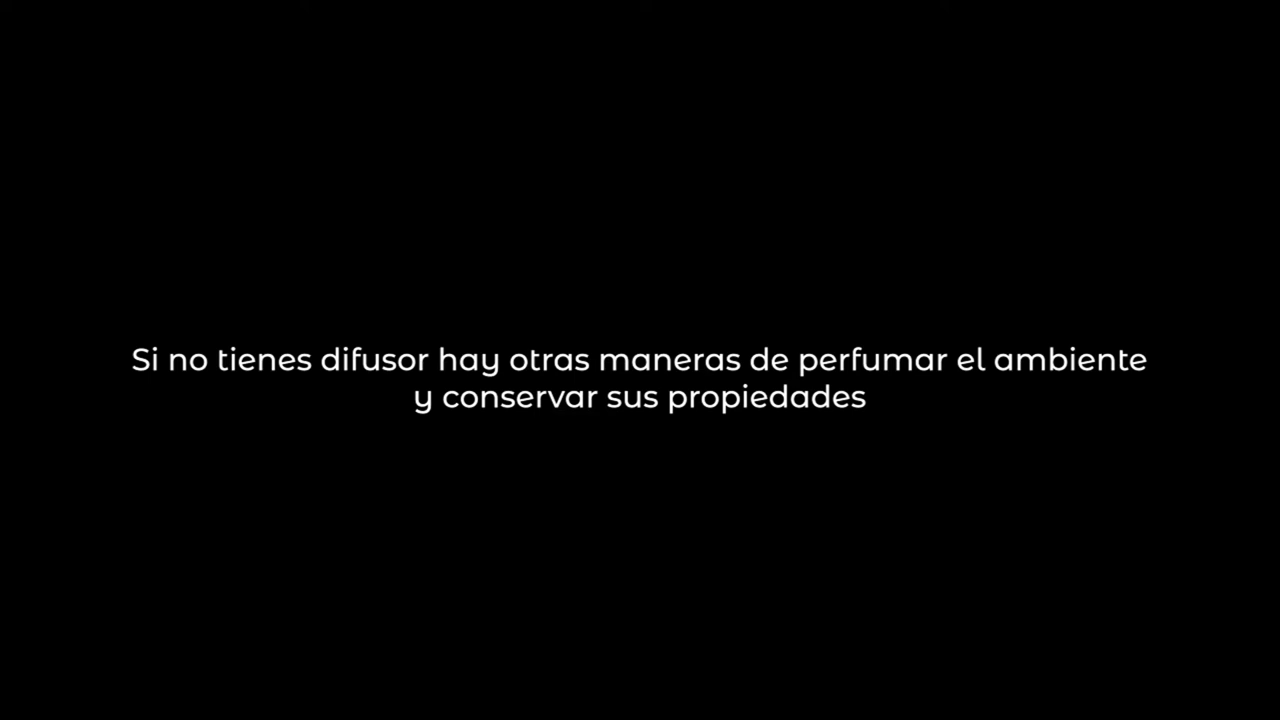 Si no tienes difusor hay otras maneras de perfumar el ambiente
y conservar sus propiedades